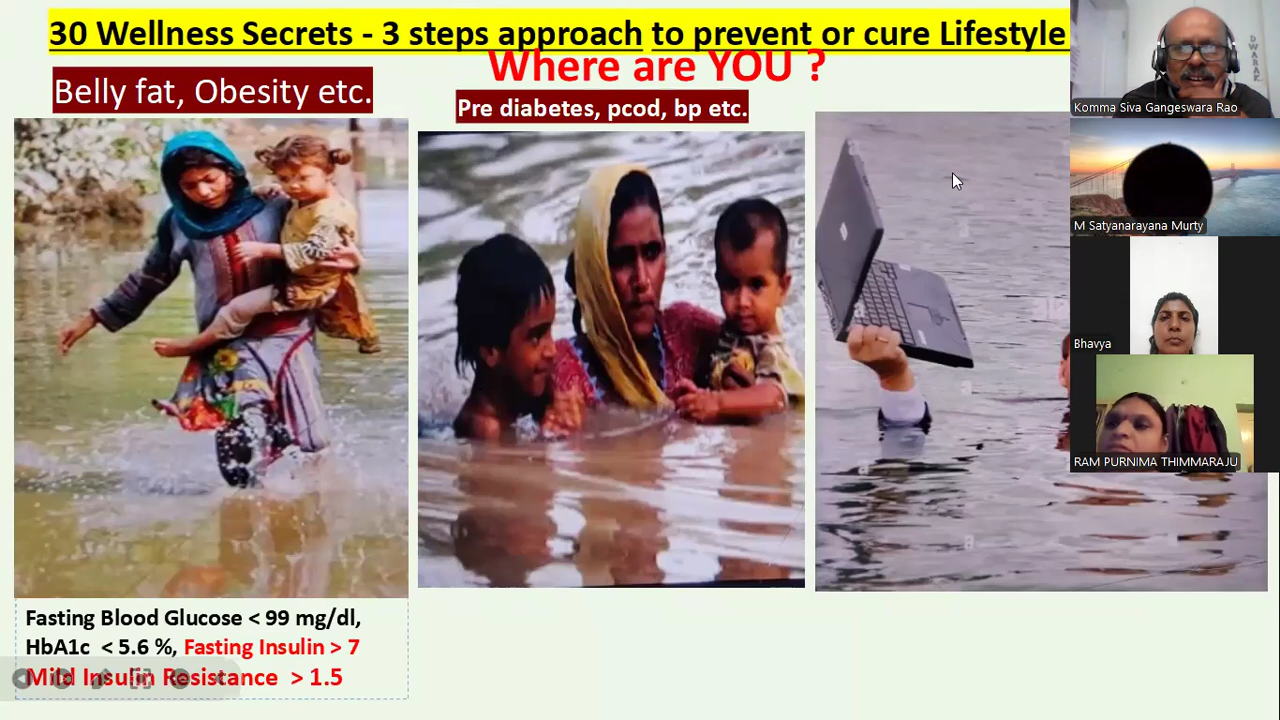 30 Wellness Secrets - 3 steps approach to prevent or cure Lifestyle
Where are YOU ?
Belly fat, Obesity etc.
Pre diabetes, pcod, bp etc.
Fasting Blood Glucose < 99 mg/dl,
HbA1c < 5.6 %, Fasting Insulin > 7
Mild Insulin Resistance > 1.5
Komma Siva Gangeswara Rao
M Satyanarayana Murty
Bhavya
RAM PURNIMA THIMMARAJU
DWARAK